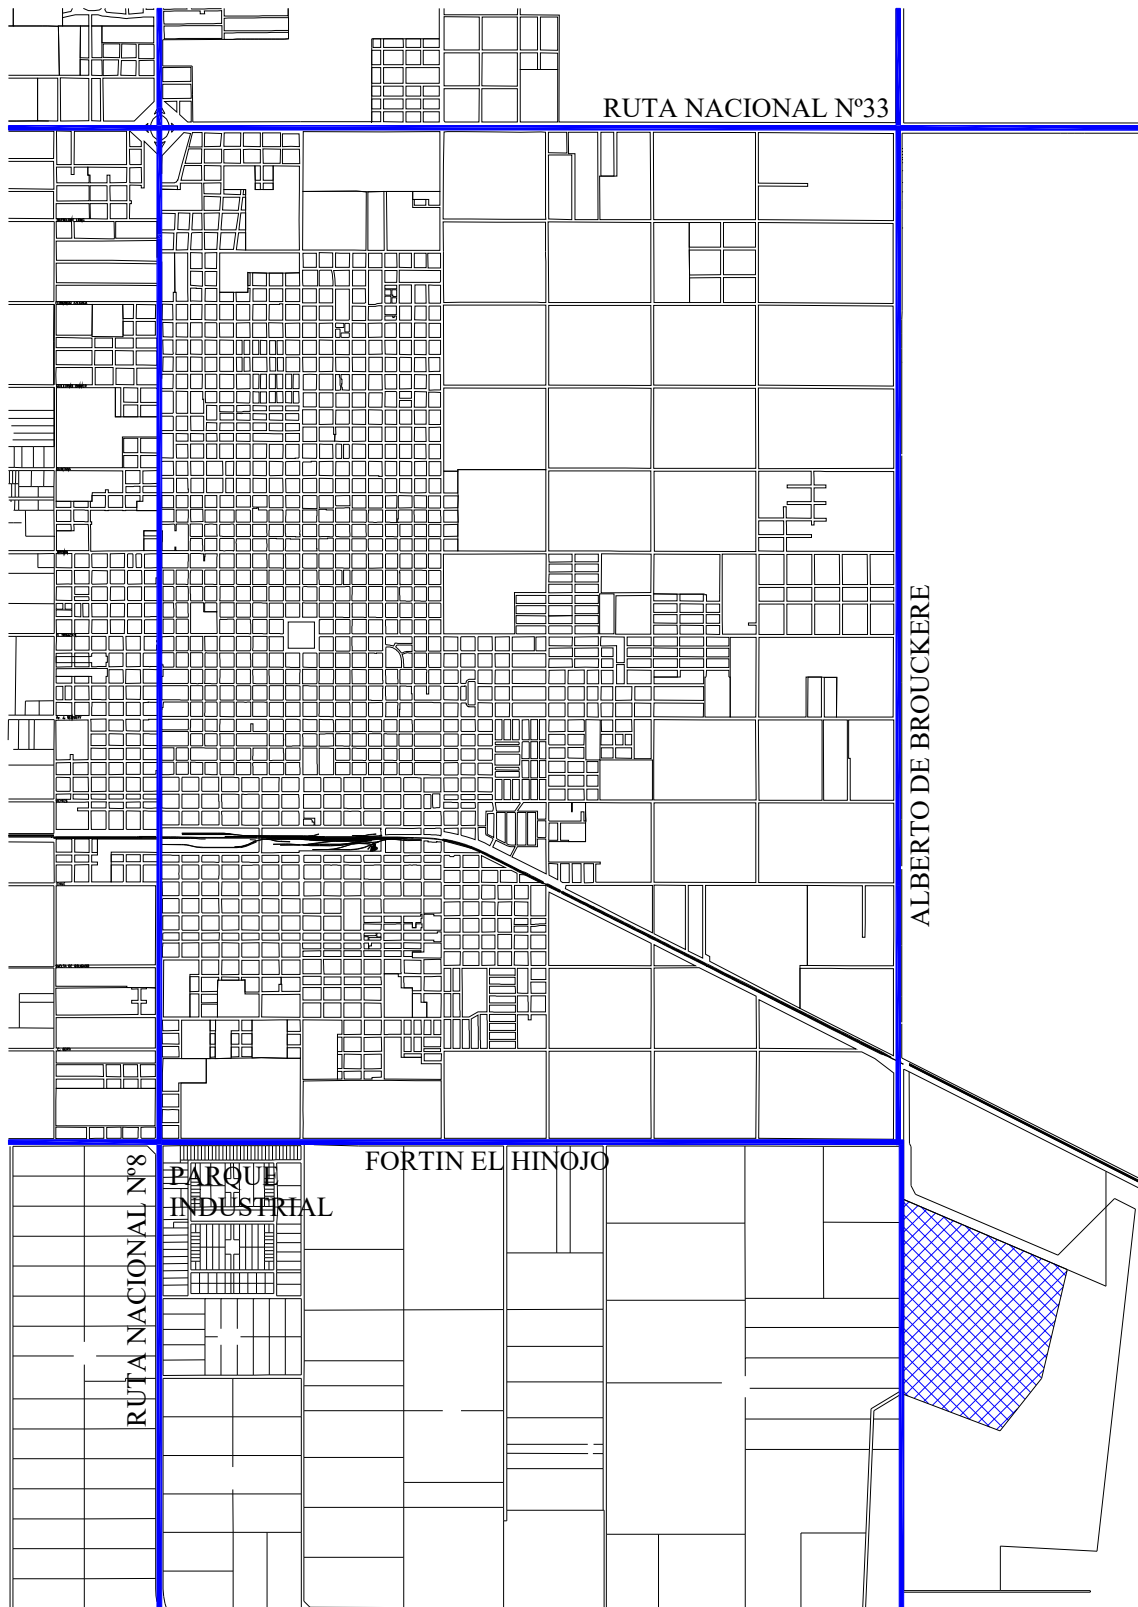 RUTA NACIONAL Nº33
ALBERTO DE BROUCKERE
FORTIN EL HINOJO
PARQUE
INDUSTRIAL
RUTA NACIONAL Nº8